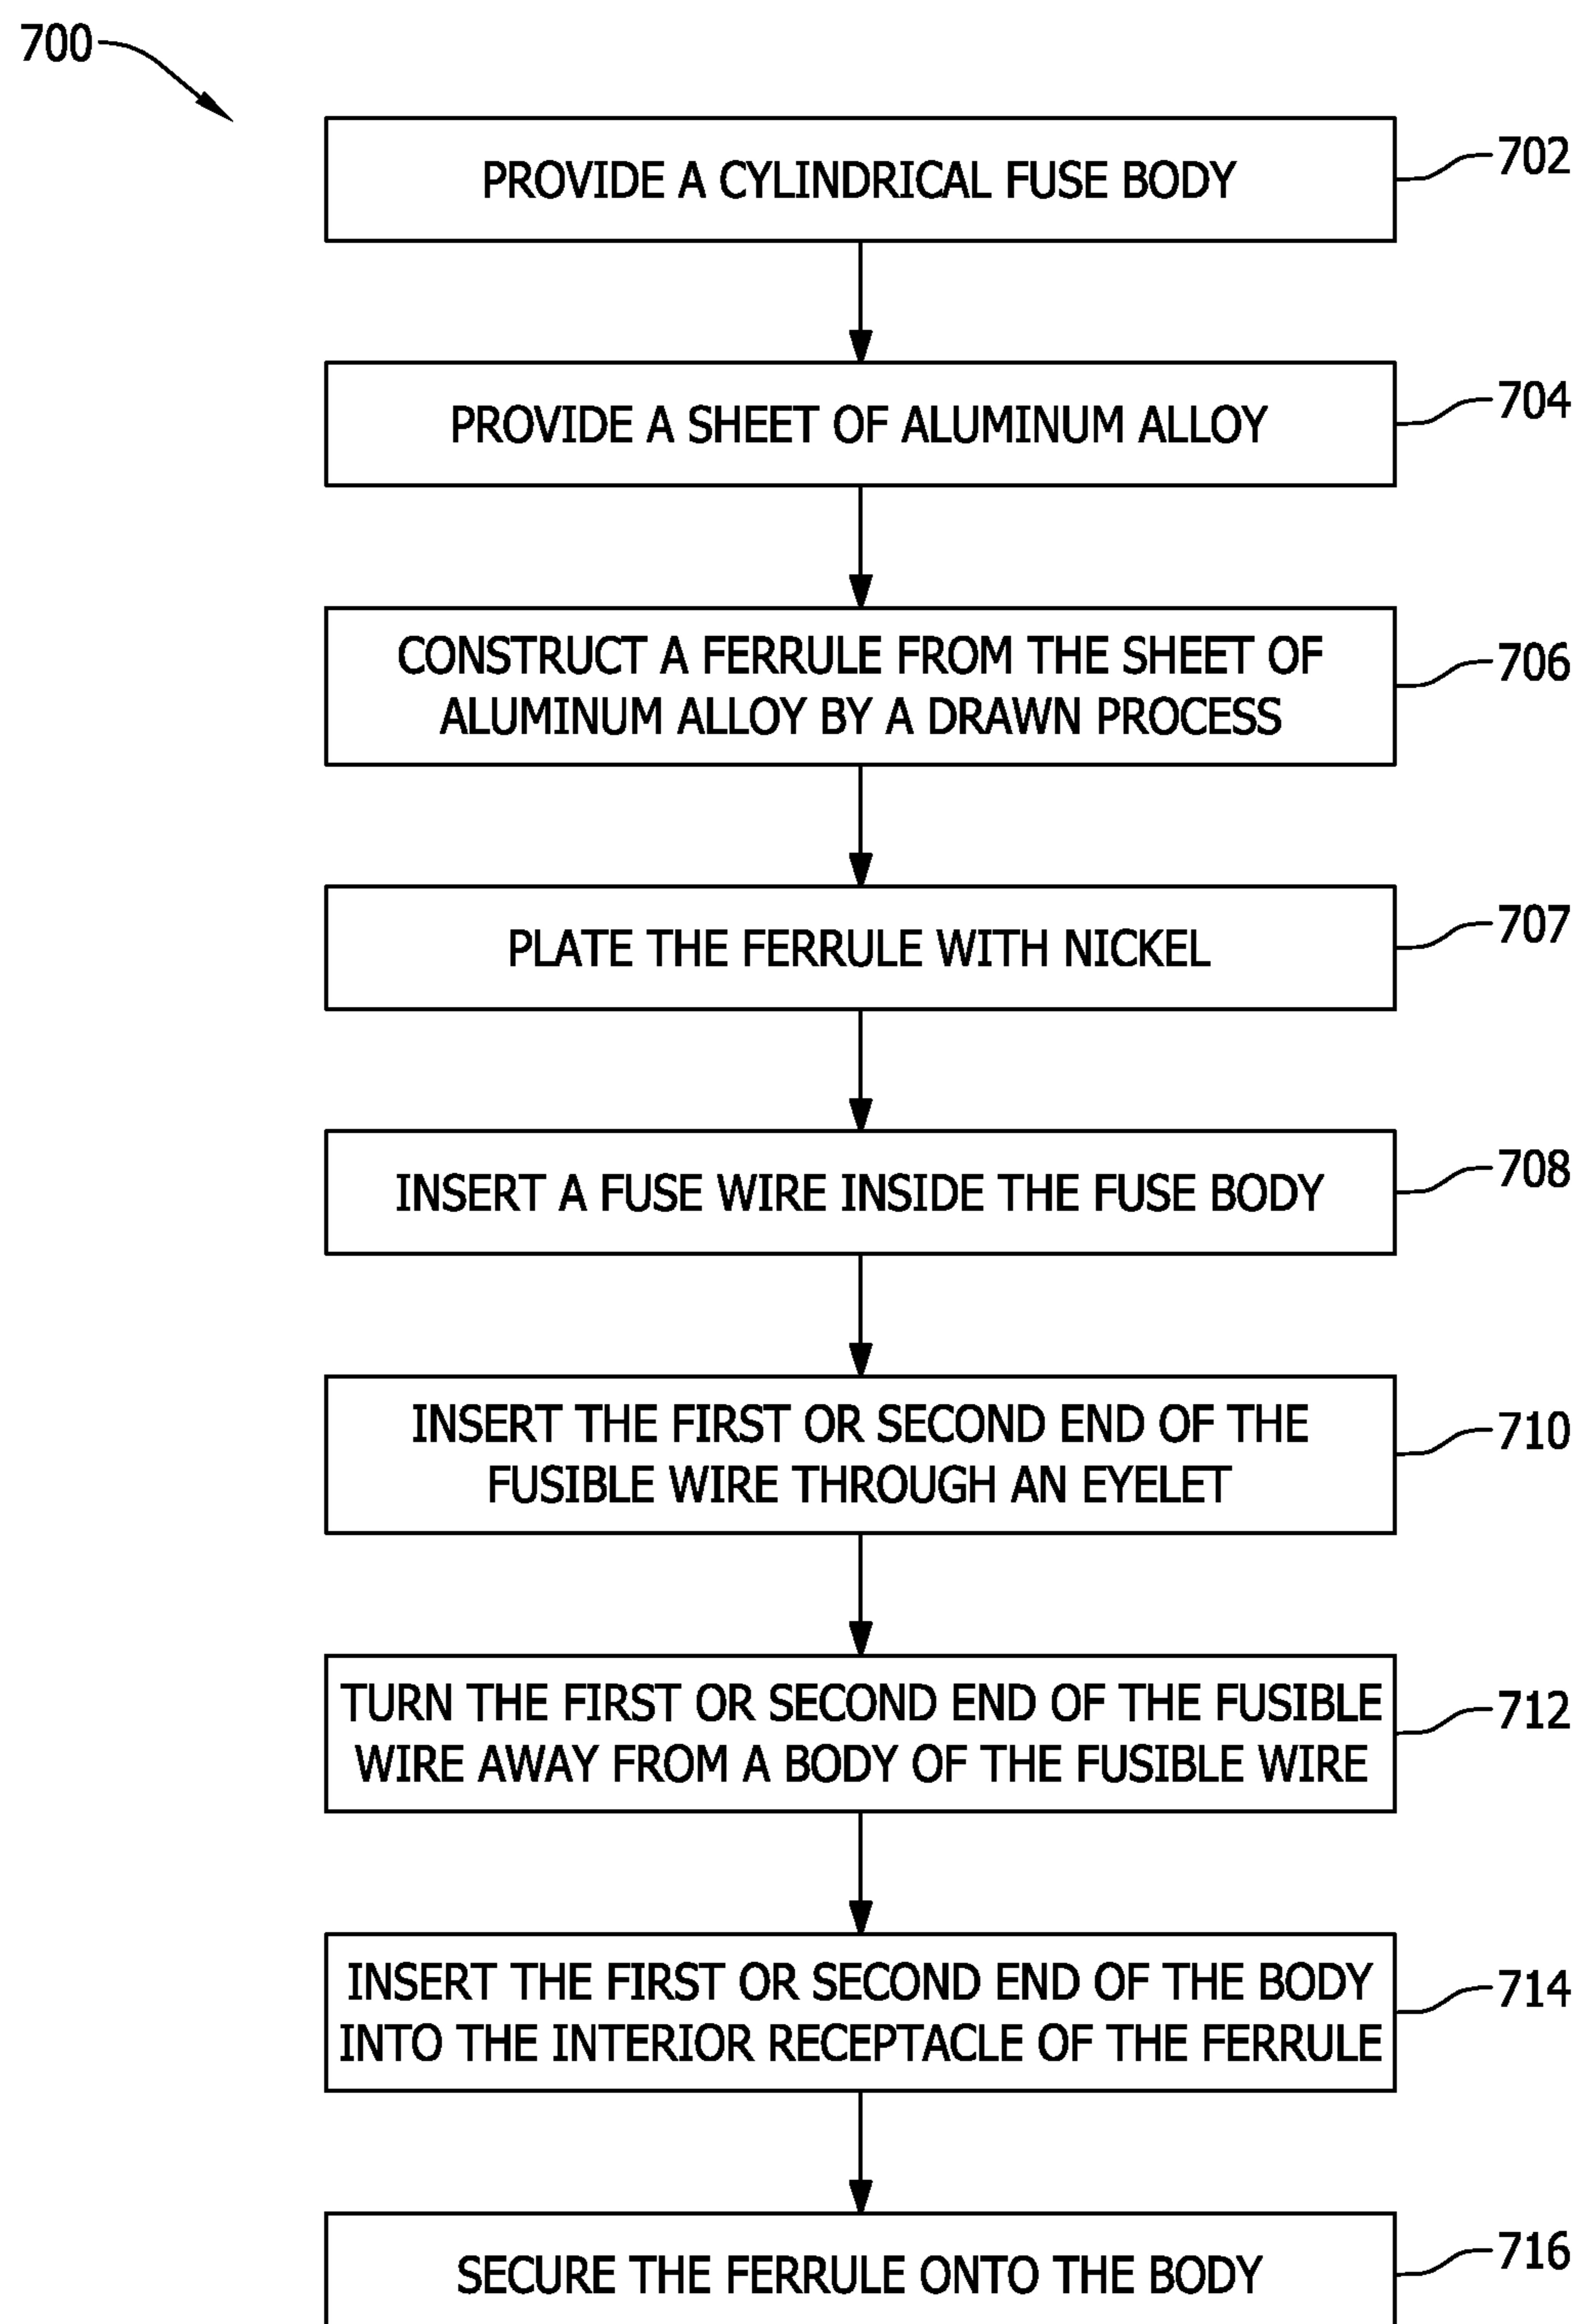 700
PROVIDE A CYLINDRICAL FUSE BODY
702
PROVIDE A SHEET OF ALUMINUM ALLOY
704
CONSTRUCT A FERRULE FROM THE SHEET OF
ALUMINUM ALLOY BY A DRAWN PROCESS
706
PLATE THE FERRULE WITH NICKEL
707
INSERT A FUSE WIRE INSIDE THE FUSE BODY
708
INSERT THE FIRST OR SECOND END OF THE
FUSIBLE WIRE THROUGH AN EYELET
710
TURN THE FIRST OR SECOND END OF THE FUSIBLE
WIRE AWAY FROM A BODY OF THE FUSIBLE WIRE
712
INSERT THE FIRST OR SECOND END OF THE BODY
INTO THE INTERIOR RECEPTACLE OF THE FERRULE
714
SECURE THE FERRULE ONTO THE BODY
716